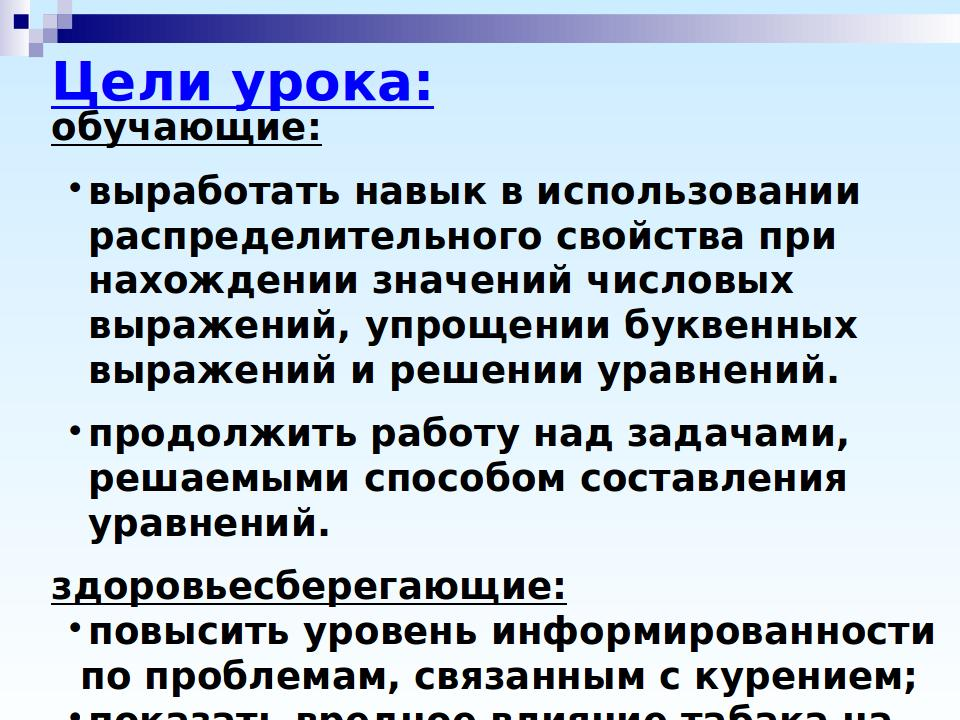 Цели урока:
обучающие:
• выработать навык в использовании
распределительного свойства при
нахождении значений числовых
выражений, упрощении буквенных
выражений и решении уравнений.
• продолжить работу над задачами,
решаемыми способом составления
уравнений.
здоровьесберегающие:
• повысить уровень информированности
по проблемам, связанным с курением;
• показать вредное влияние табака на